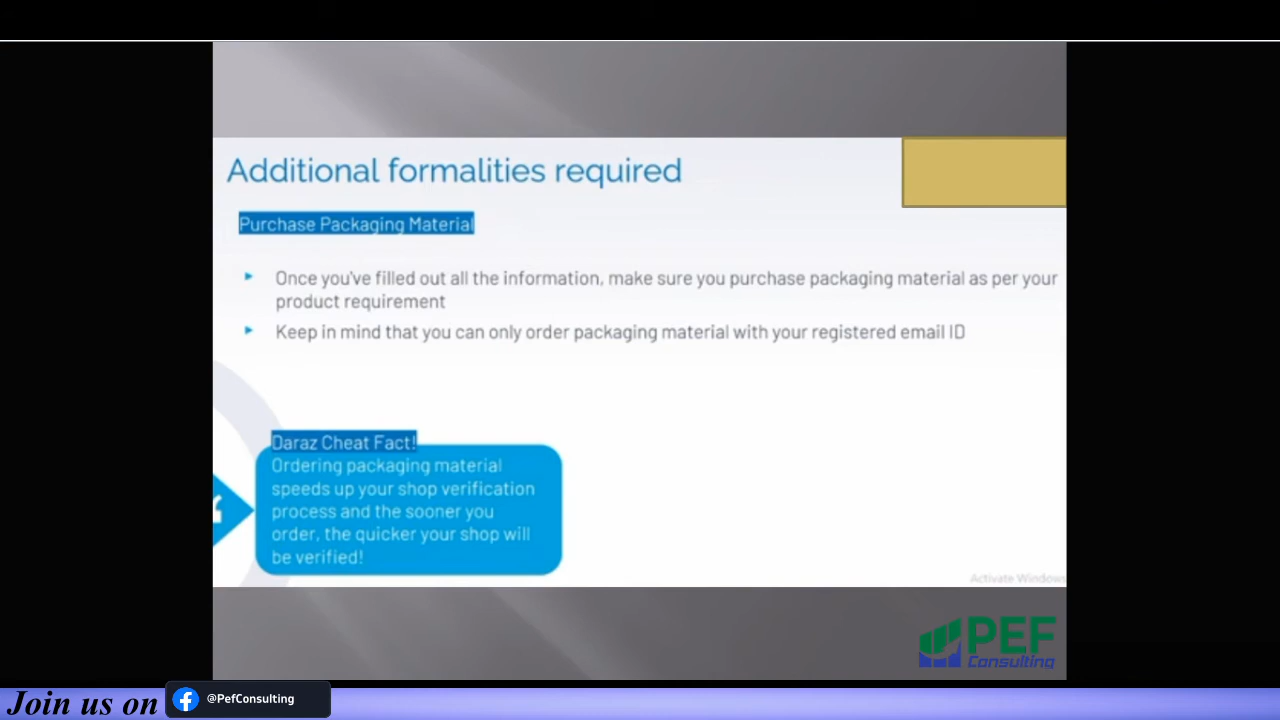 Additional formalities required
Purchase Packaging Material
Once you've filled out all the information, make sure you purchase packaging material as per your
product requirement
Keep in mind that you can only order packaging material with your registered email ID
Daraz Cheat Fact!
Ordering packaging material
speeds up your shop verification
process and the sooner you
order, the quicker your shop will
be verified!
Activate Windows
PEF
Consulting
Join us on
@PefConsulting